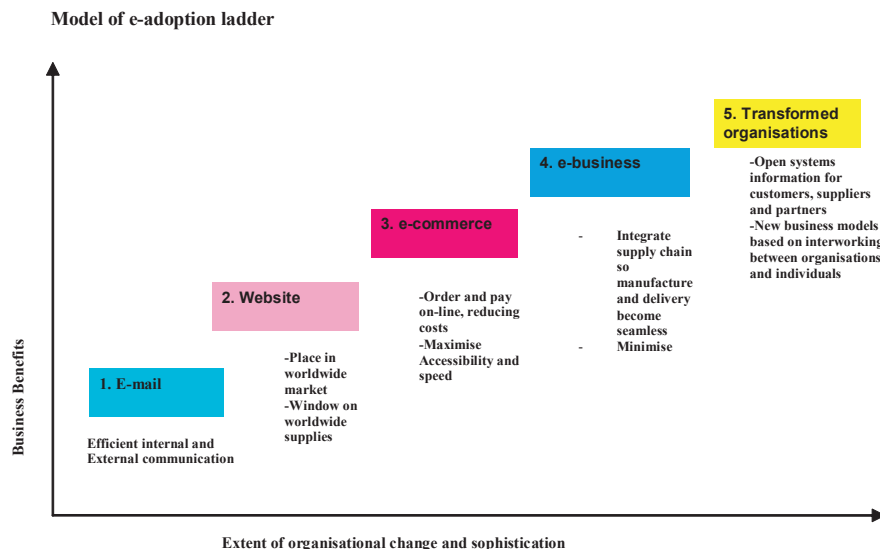 Model of e-adoption ladder
Business Benefits
1. E-mail
Efficient internal and
External communication
2. Website
-Place in
worldwide
market
-Window on
worldwide
supplies
3. e-commerce
-Order and pay
on-line, reducing
costs
-Maximise
Accessibility and
speed
4. e-business
- Integrate
supply chain
so
manufacture
and delivery
become
seamless
- Minimise
5. Transformed
organisations
-Open systems
information for
customers, suppliers
and partners
-New business models
based on interworking
between organisations
and individuals
Extent of organisational change and sophistication